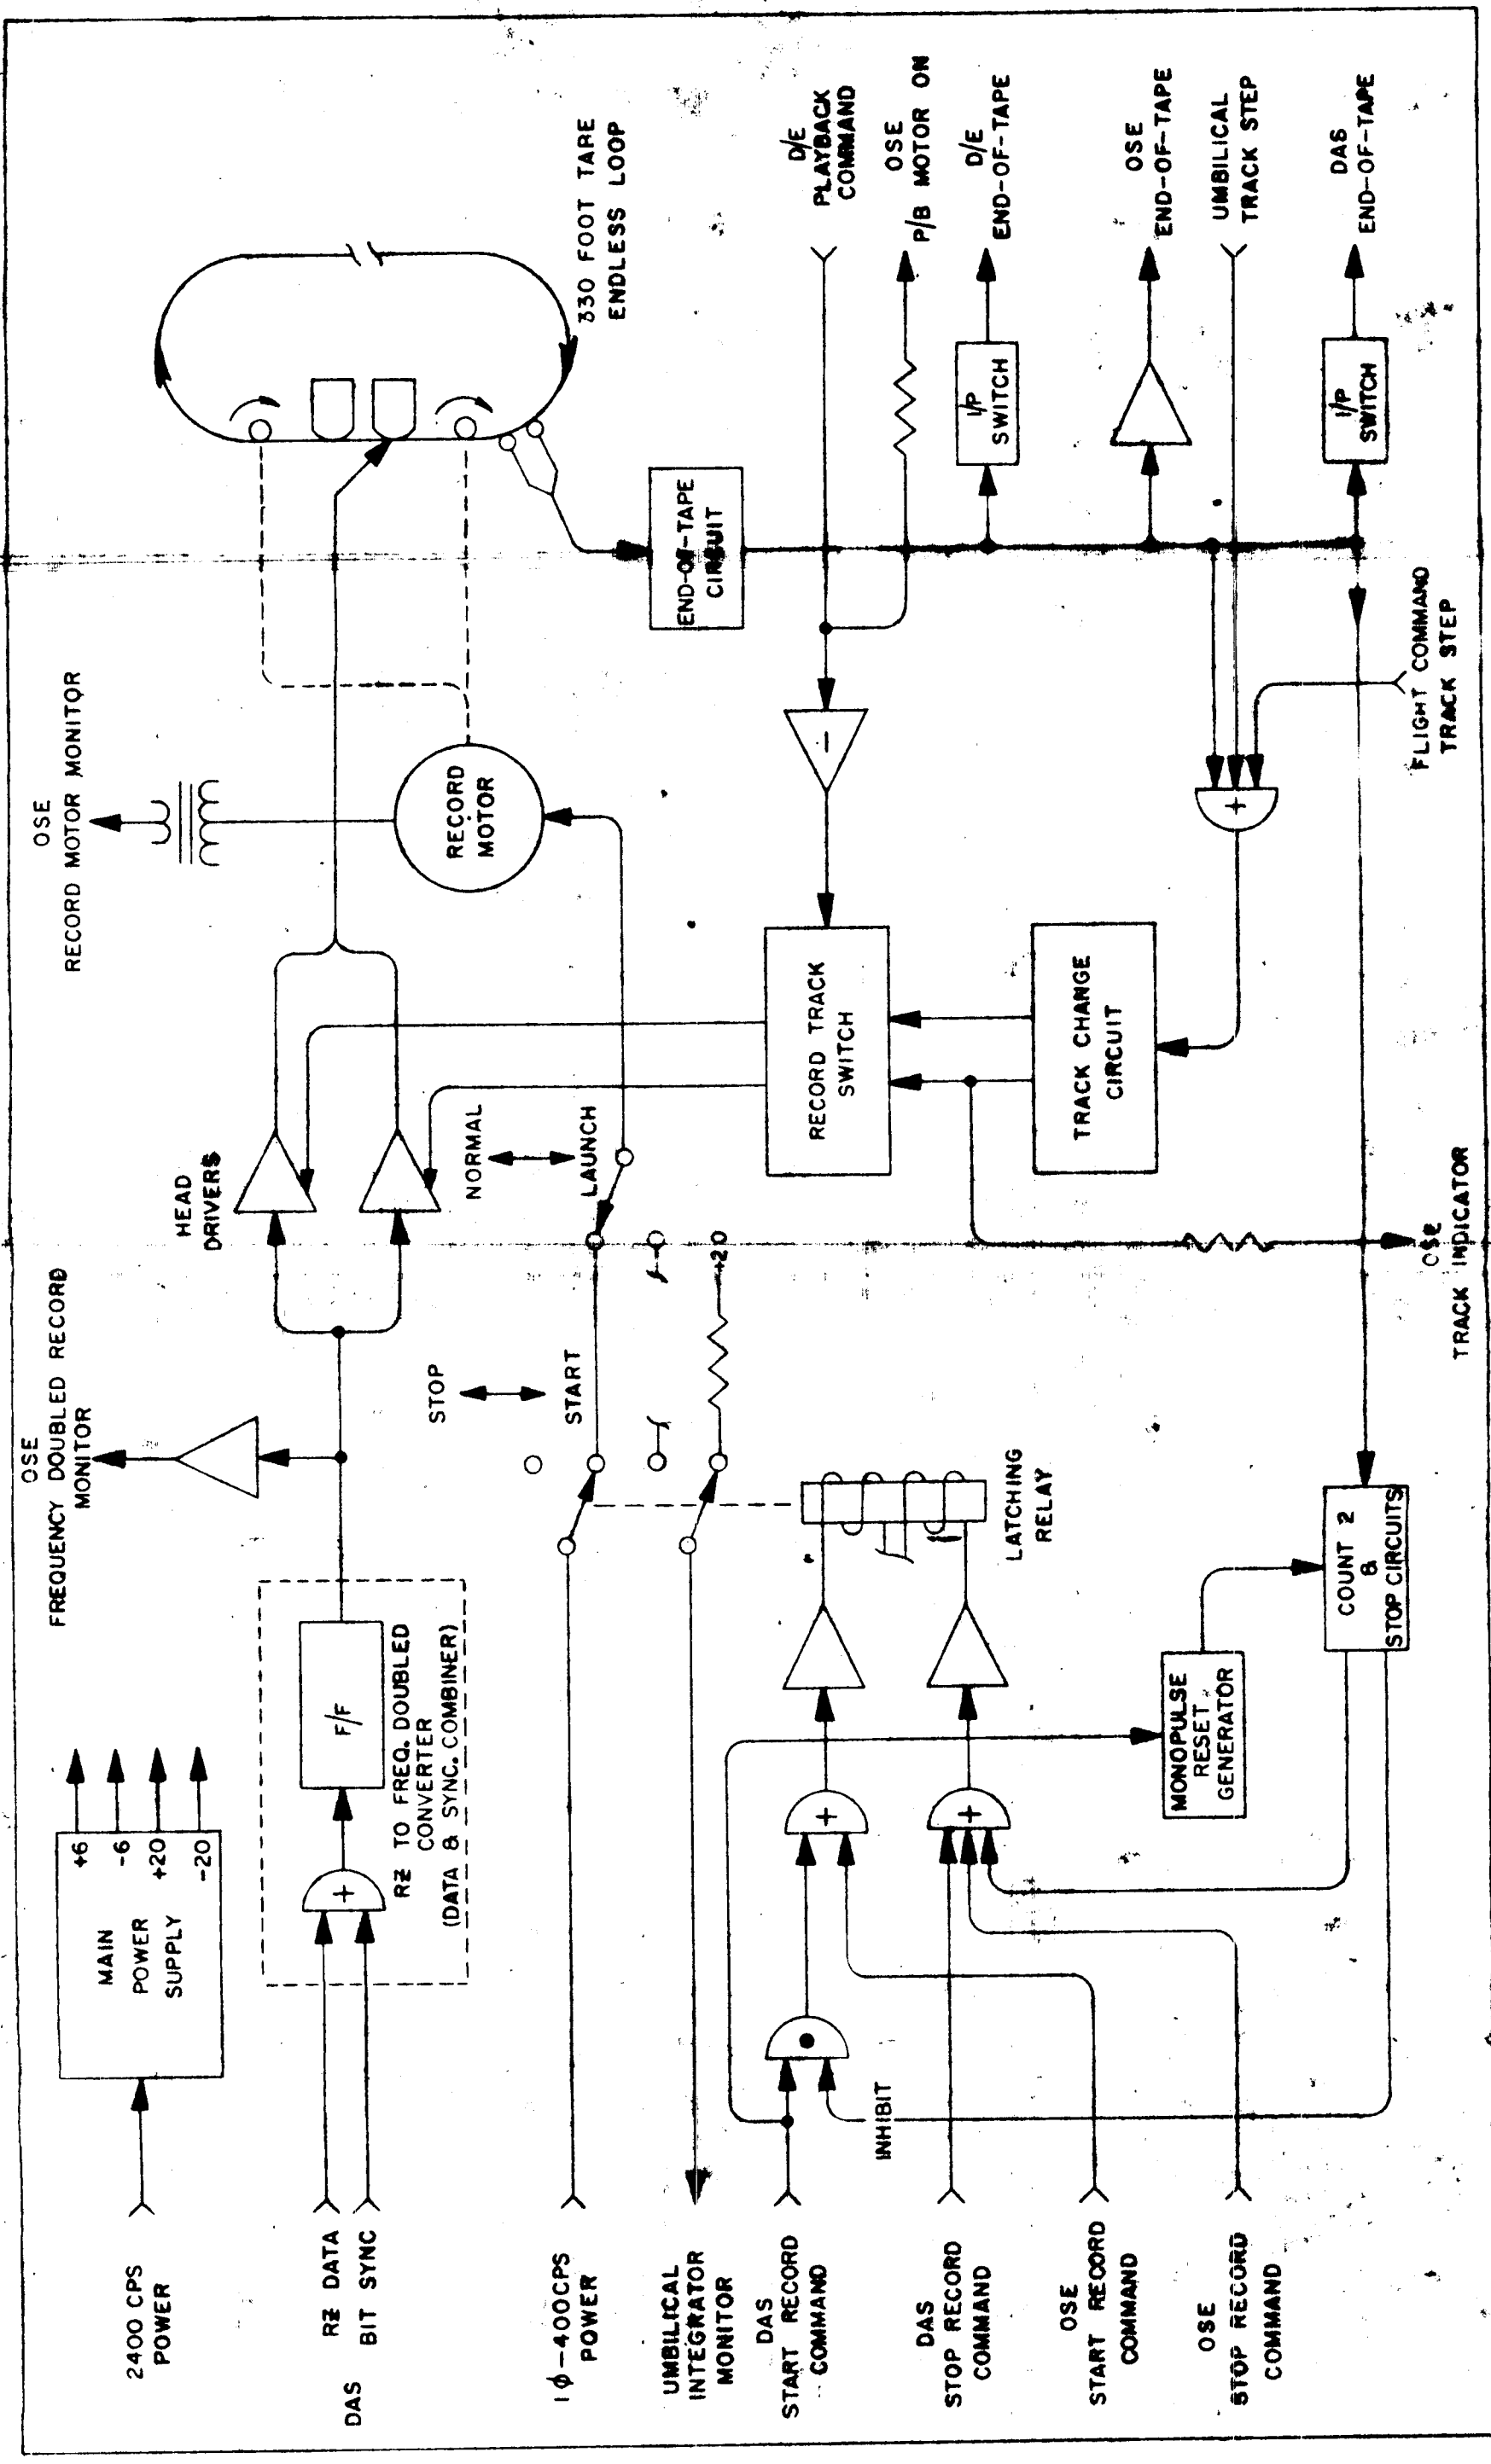 2400 CPS
POWER
MAIN
POWER
SUPPLY
+6
-6
+20
-20
OSE
FREQUENCY DOUBLED RECORD
MONITOR
OSE
RECORD MOTOR MONITOR
DAS
RZ DATA
BIT SYNC
+
F/F
RZ TO FREQ. DOUBLED
CONVERTER
(DATA & SYNC. COMBINER)
HEAD
DRIVERS
RECORD
MOTOR
330 FOOT TAPE
ENDLESS LOOP
1ϕ-400CPS
POWER
STOP
START
NORMAL
LAUNCH
+20
UMBILICAL
INTEGRATOR
MONITOR
END-OF-TAPE
CIRCUIT
D/E
PLAYBACK
COMMAND
OSE
P/B MOTOR ON
D/E
END-OF-TAPE
I/P
SWITCH
OSE
END-OF-TAPE
UMBILICAL
TRACK STEP
DAS
END-OF-TAPE
I/P
SWITCH
DAS
START RECORD
COMMAND
INHIBIT
+
LATCHING
RELAY
RECORD TRACK
SWITCH
-
DAS
STOP RECORD
COMMAND
+
TRACK CHANGE
CIRCUIT
+
OSE
START RECORD
COMMAND
MONOPULSE
RESET
GENERATOR
OSE
STOP RECORD
COMMAND
COUNT 2
&
STOP CIRCUITS
OSE
TRACK INDICATOR
FLIGHT COMMAND
TRACK STEP